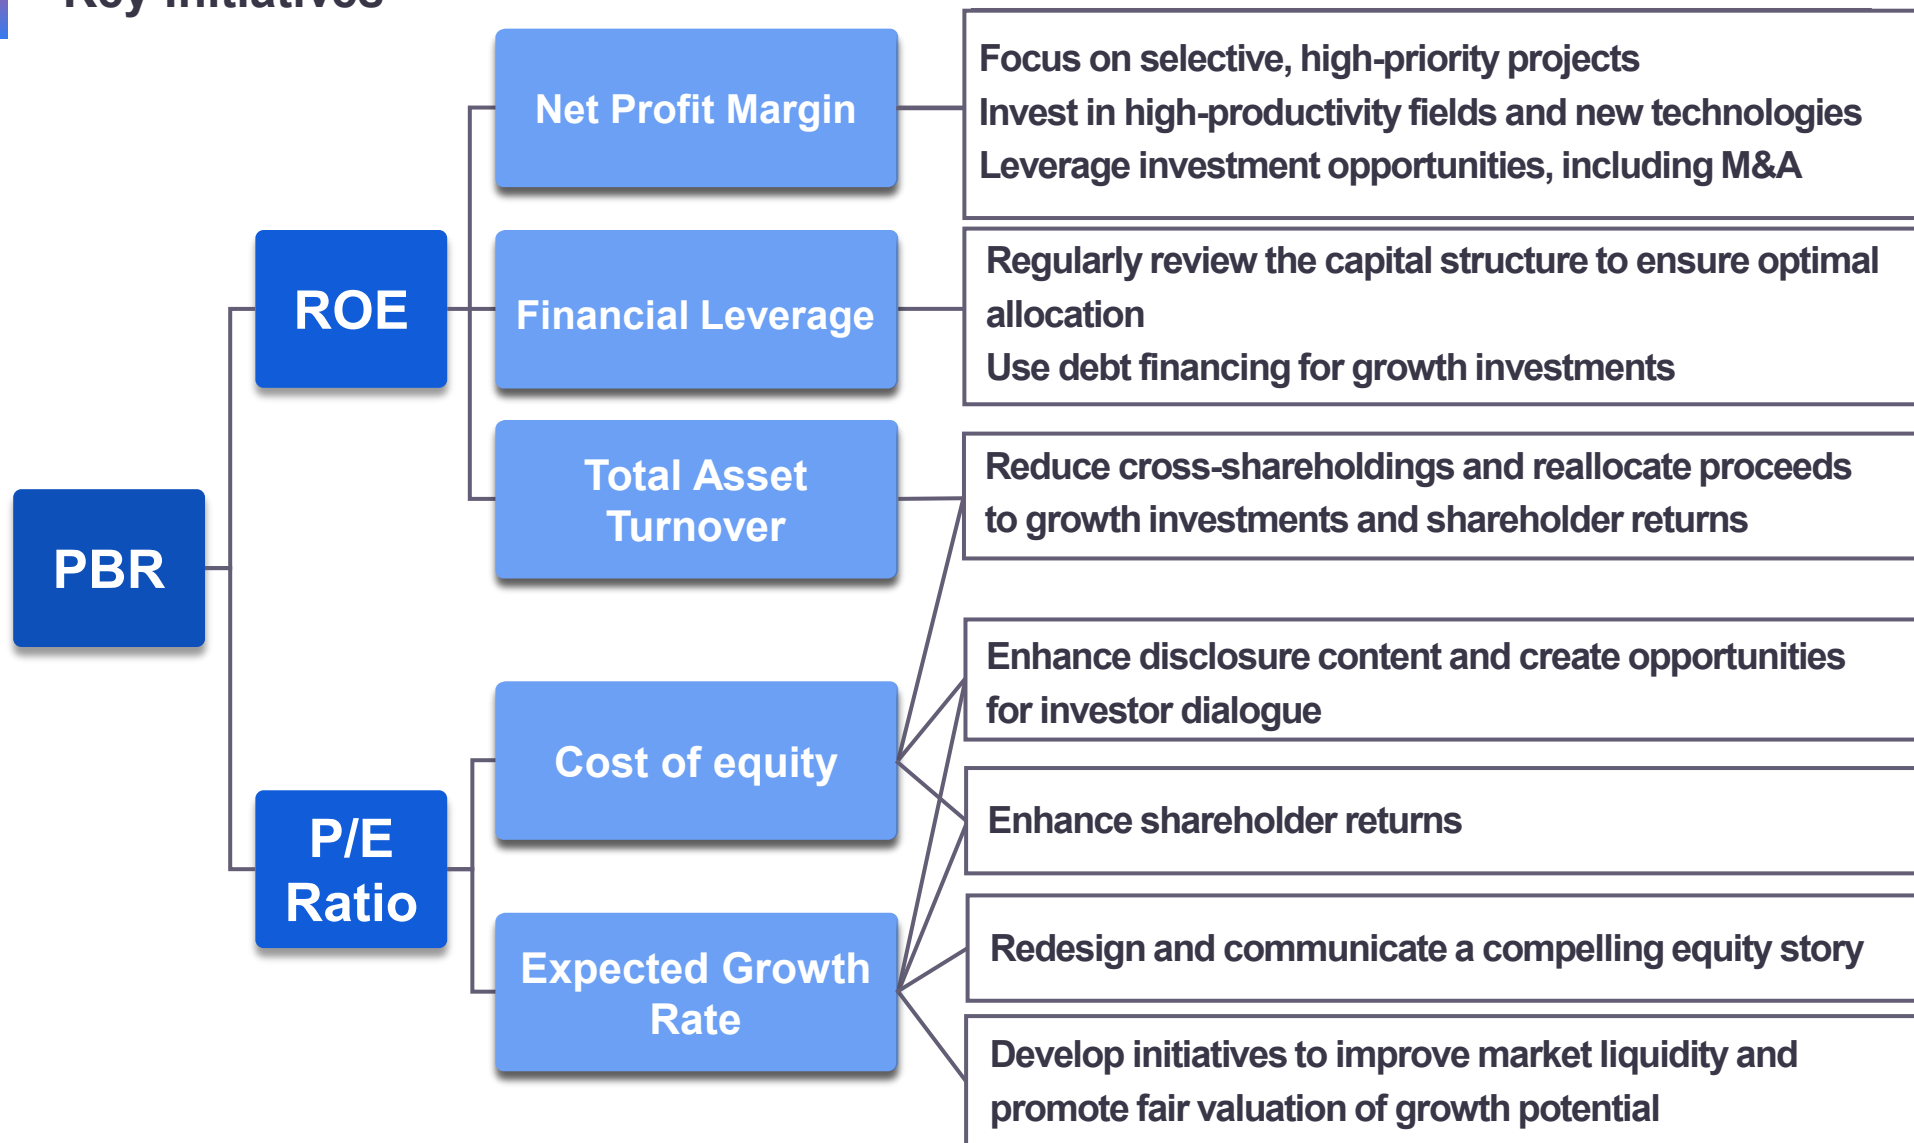 Key Initiatives
Net Profit Margin
Focus on selective, high-priority projects
Invest in high-productivity fields and new technologies
Leverage investment opportunities, including M&A
ROE
Financial Leverage
Regularly review the capital structure to ensure optimal
allocation
Use debt financing for growth investments
Total Asset
Turnover
Reduce cross-shareholdings and reallocate proceeds
to growth investments and shareholder returns
PBR
Enhance disclosure content and create opportunities
for investor dialogue
Cost of equity
Enhance shareholder returns
P/E
Ratio
Expected Growth
Rate
Redesign and communicate a compelling equity story
Develop initiatives to improve market liquidity and
promote fair valuation of growth potential